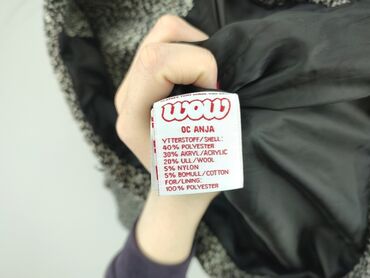 WOW
OC ANJA
YTTERSTOFF/SHELL:
40% POLYESTER
30% AKRYL/ACRYLIC
20% ULL/WOOL
5% NYLON
5% BOMULL/COTTON
FOR/LINING:
100% POLYESTER